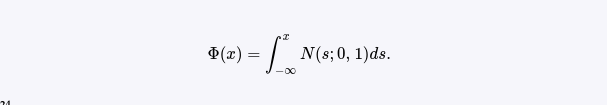 Φ(x) = ∫_{-∞}^{x} N(s; 0, 1)ds.